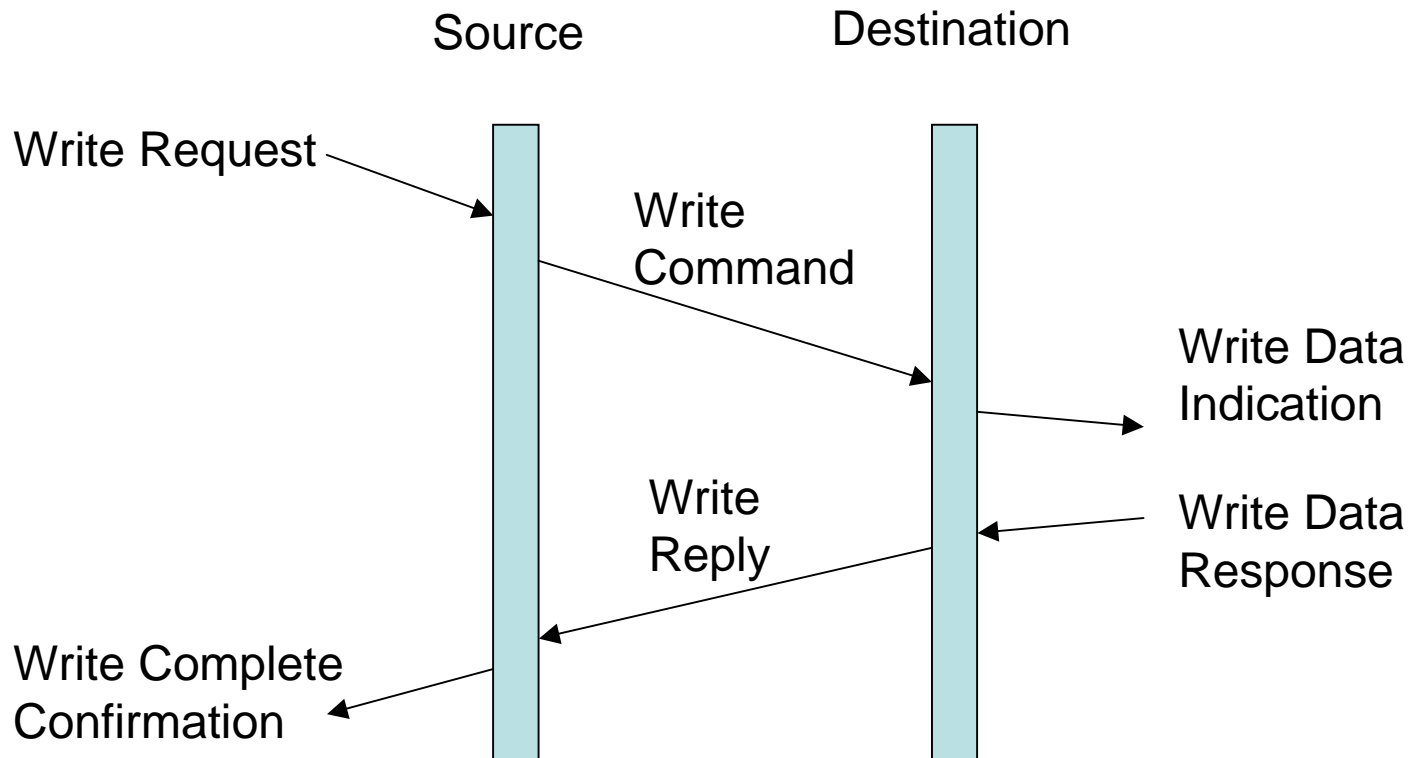 Source
Destination
Write Request
Write
Command
Write Data
Indication
Write
Reply
Write Data
Response
Write Complete
Confirmation